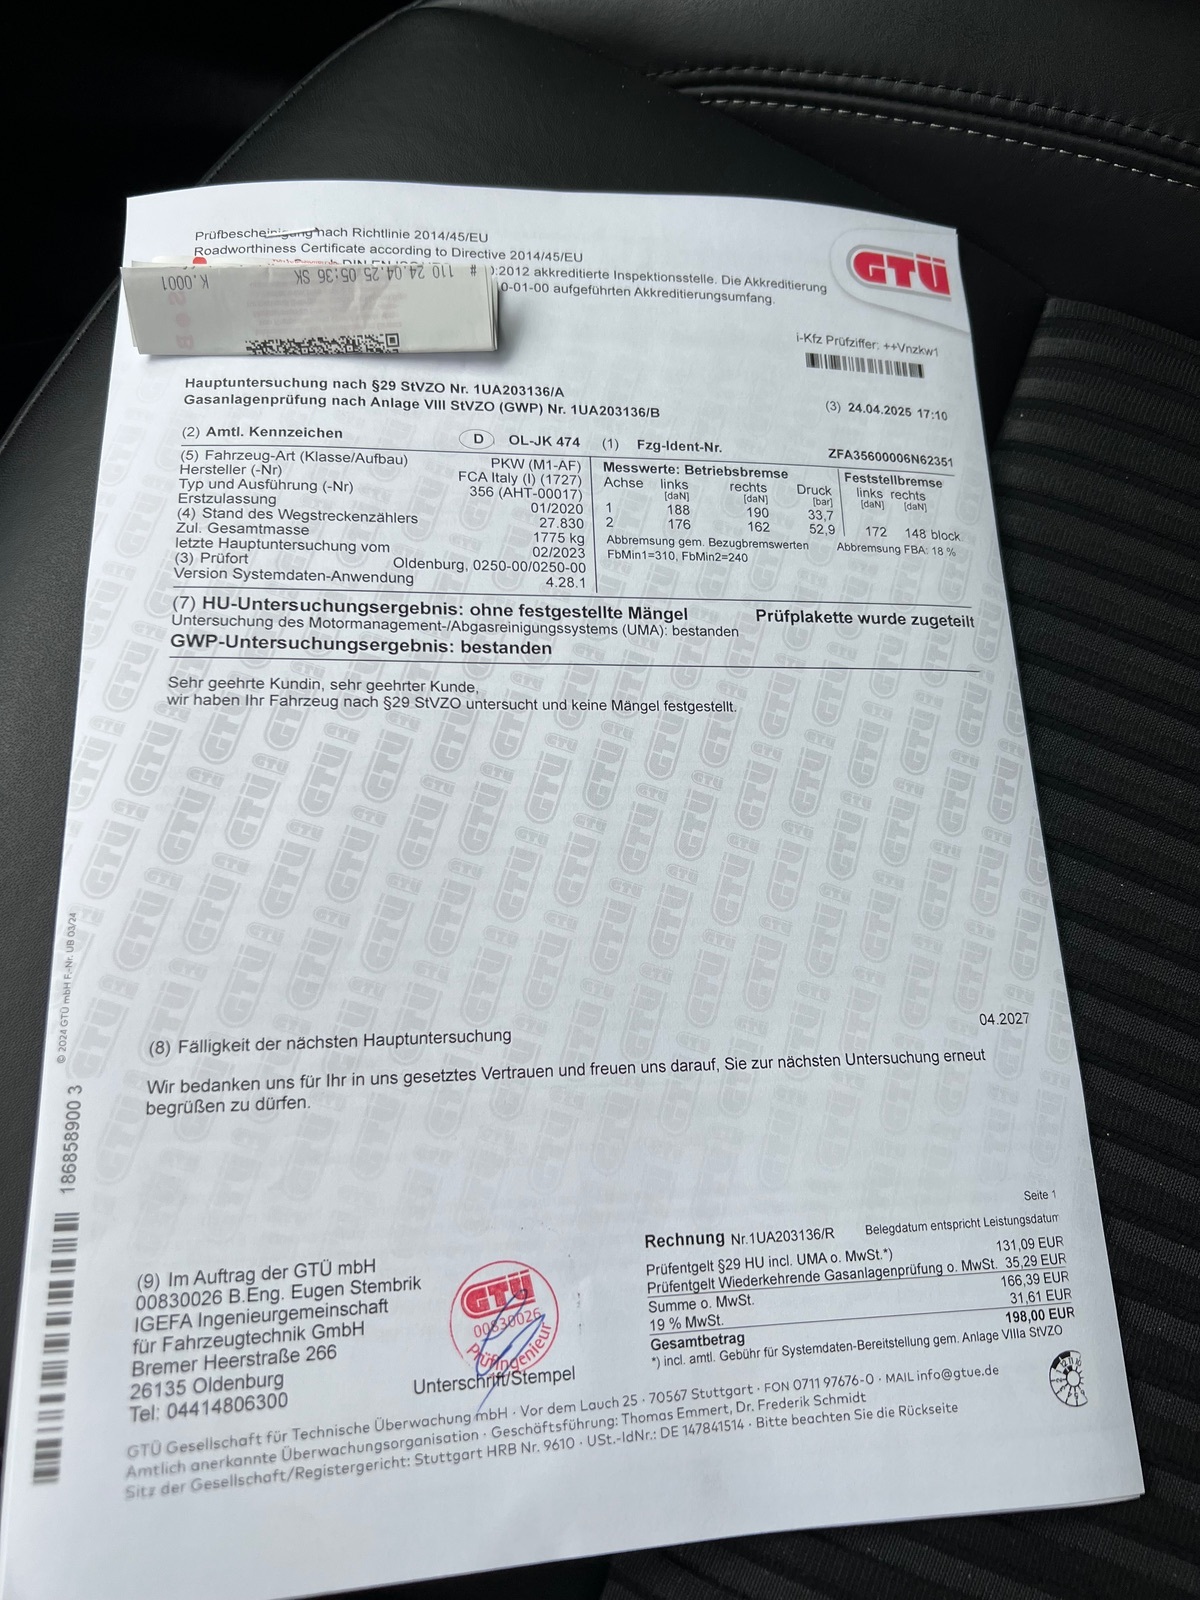 Prüfbescheinigung nach Richtlinie 2014/45/EU
Roadworthiness Certificate according to Directive 2014/45/EU
:2012 akkreditierte Inspektionsstelle. Die Akkreditierung
0-01-00 aufgeführten Akkreditierungsumfang.
GTÜ
# 110 24.04.25 05:36 SK K.0001
i-Kfz Prüfziffer: ++Vnzkw1
Hauptuntersuchung nach §29 StVZO Nr. 1UA203136/A
Gasanlagenprüfung nach Anlage VIII StVZO (GWP) Nr. 1UA203136/B
(3) 24.04.2025 17:10
(2) Amtl. Kennzeichen D OL-JK 474 (1) Fzg-Ident-Nr. ZFA35600006N62351
(5) Fahrzeug-Art (Klasse/Aufbau) PKW (M1-AF)
Hersteller (-Nr) FCA Italy (I) (1727)
Typ und Ausführung (-Nr) 356 (AHT-00017)
Erstzulassung 01/2020
(4) Stand des Wegstreckenzählers 27.830
Zul. Gesamtmasse 1775 kg
letzte Hauptuntersuchung vom 02/2023
(3) Prüfort Oldenburg, 0250-00/0250-00
Version Systemdaten-Anwendung 4.28.1
Messwerte: Betriebsbremse Feststellbremse
Achse links rechts Druck links rechts
[daN] [daN] [bar] [daN] [daN]
1 188 190 33,7
2 176 162 52,9 172 148 block.
Abbremsung gem. Bezugbremswerten Abbremsung FBA: 18 %
FbMin1=310, FbMin2=240
(7) HU-Untersuchungsergebnis: ohne festgestellte Mängel Prüfplakette wurde zugeteilt
Untersuchung des Motormanagement-/Abgasreinigungssystems (UMA): bestanden
GWP-Untersuchungsergebnis: bestanden
Sehr geehrte Kundin, sehr geehrter Kunde,
wir haben Ihr Fahrzeug nach §29 StVZO untersucht und keine Mängel festgestellt.
(8) Fälligkeit der nächsten Hauptuntersuchung 04.2027
Wir bedanken uns für Ihr in uns gesetztes Vertrauen und freuen uns darauf, Sie zur nächsten Untersuchung erneut
begrüßen zu dürfen.
© 2024 GTÜ mbH F.-Nr. UB 03/24
186858900 3
Seite 1
(9) Im Auftrag der GTÜ mbH
00830026 B.Eng. Eugen Stembrik
IGEFA Ingenieurgemeinschaft
für Fahrzeugtechnik GmbH
Bremer Heerstraße 266
26135 Oldenburg
Tel: 04414806300
GTÜ
00830026
Prüfingenieur
Unterschrift/Stempel
Rechnung Nr.1UA203136/R Belegdatum entspricht Leistungsdatum
Prüfentgelt §29 HU incl. UMA o. MwSt.*) 131,09 EUR
Prüfentgelt Wiederkehrende Gasanlagenprüfung o. MwSt. 35,29 EUR
Summe o. MwSt. 166,39 EUR
19 % MwSt. 31,61 EUR
Gesamtbetrag 198,00 EUR
*) incl. amtl. Gebühr für Systemdaten-Bereitstellung gem. Anlage VIIIa StVZO
GTÜ Gesellschaft für Technische Überwachung mbH · Vor dem Lauch 25 · 70567 Stuttgart · FON 0711 97676-0 · MAIL info@gtue.de
Amtlich anerkannte Überwachungsorganisation · Geschäftsführung: Thomas Emmert, Dr. Frederik Schmidt
Sitz der Gesellschaft/Registergericht: Stuttgart HRB Nr. 9610 · USt.-IdNr.: DE 147841514 · Bitte beachten Sie die Rückseite